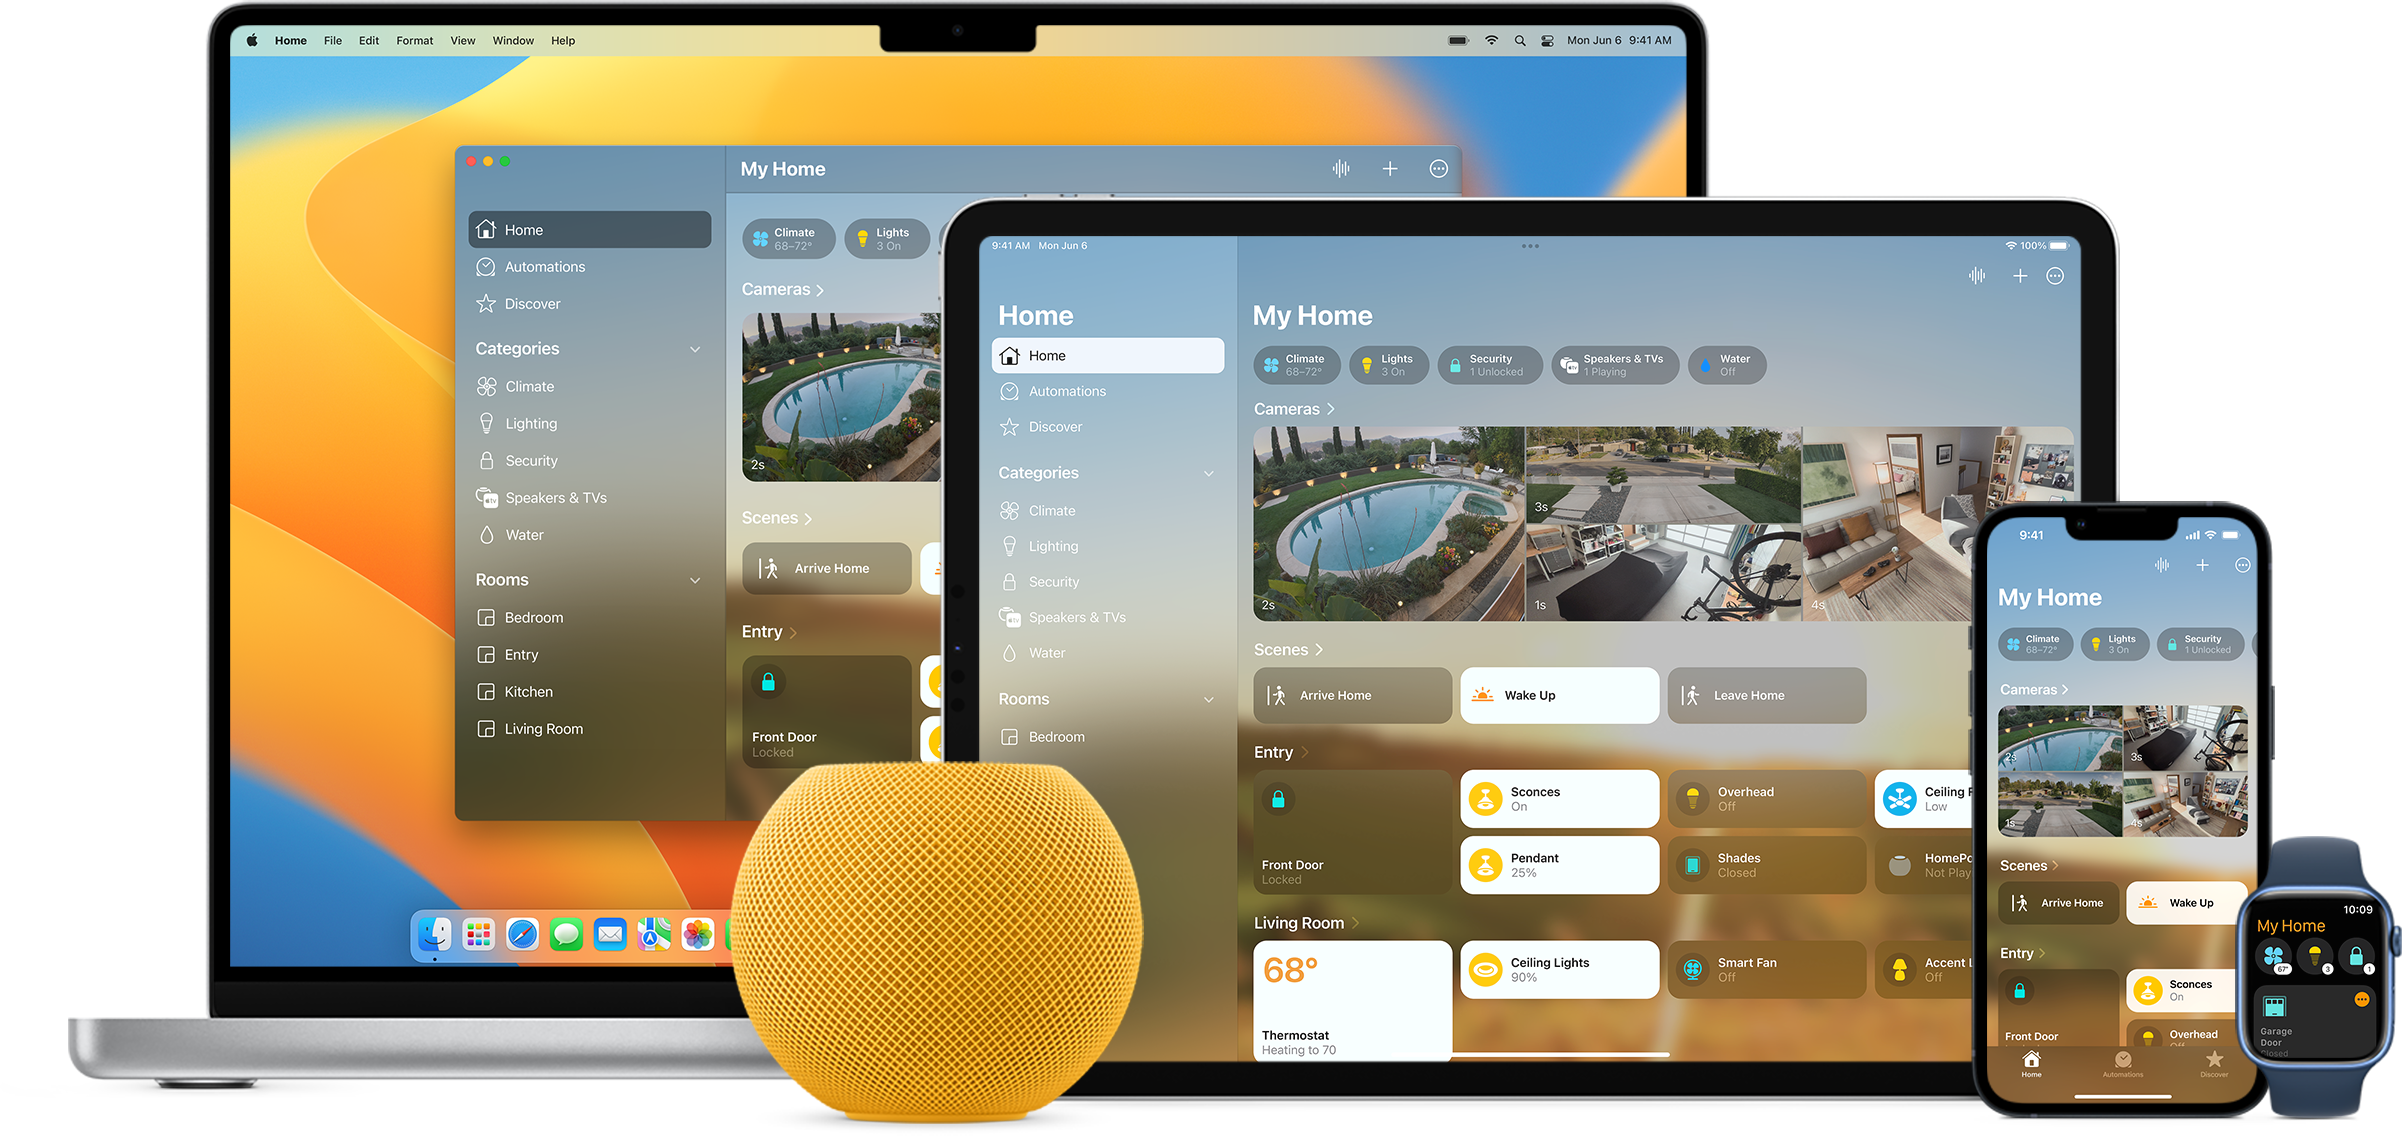 Home File Edit Format View Window Help
Mon Jun 6 9:41 AM
My Home
Home
Automations
Discover
Categories
Climate
Lighting
Security
Speakers & TVs
Water
Rooms
Bedroom
Entry
Kitchen
Living Room
Climate
68–72°
Lights
3 On
Cameras
2s
Scenes
Arrive Home
Entry
Front Door
Locked
9:41 AM Mon Jun 6
100%
Home
Home
Automations
Discover
Categories
Climate
Lighting
Security
Speakers & TVs
Water
Rooms
Bedroom
My Home
Climate
68–72°
Lights
3 On
Security
1 Unlocked
Speakers & TVs
1 Playing
Water
Off
Cameras
2s
3s
1s
4s
Scenes
Arrive Home
Wake Up
Leave Home
Entry
Front Door
Locked
Sconces
On
Overhead
Off
Ceiling F
Low
Pendant
25%
Shades
Closed
HomePo
Not Play
Living Room
68°
Thermostat
Heating to 70
Ceiling Lights
90%
Smart Fan
Off
Accent L
Off
9:41
My Home
Climate
68–72°
Lights
3 On
Security
1 Unlocked
Cameras
2s
3s
1s
4s
Scenes
Arrive Home
Wake Up
Entry
Front Door
Sconces
On
Overhead
Off
Home
Automations
Discover
10:09
My Home
67°
3
1
Garage
Door
Closed